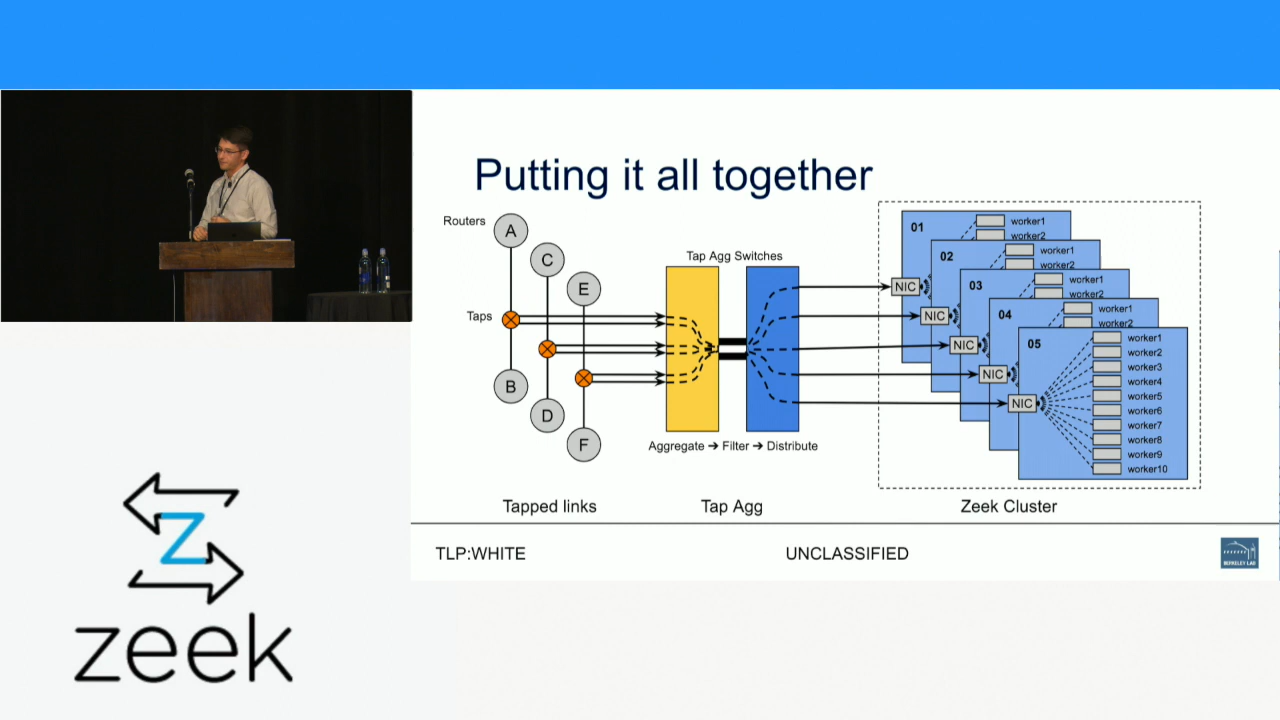 Putting it all together
Routers
A
C
E
Taps
B
D
F
Tap Agg Switches
Aggregate ➔ Filter ➔ Distribute
01
worker1
worker2
NIC
02
worker1
worker2
NIC
03
worker1
worker2
NIC
04
worker1
worker2
NIC
05
worker1
worker2
worker3
worker4
worker5
worker6
worker7
worker8
worker9
worker10
NIC
Tapped links
Tap Agg
Zeek Cluster
TLP:WHITE
UNCLASSIFIED
BERKELEY LAB
Z
zeek